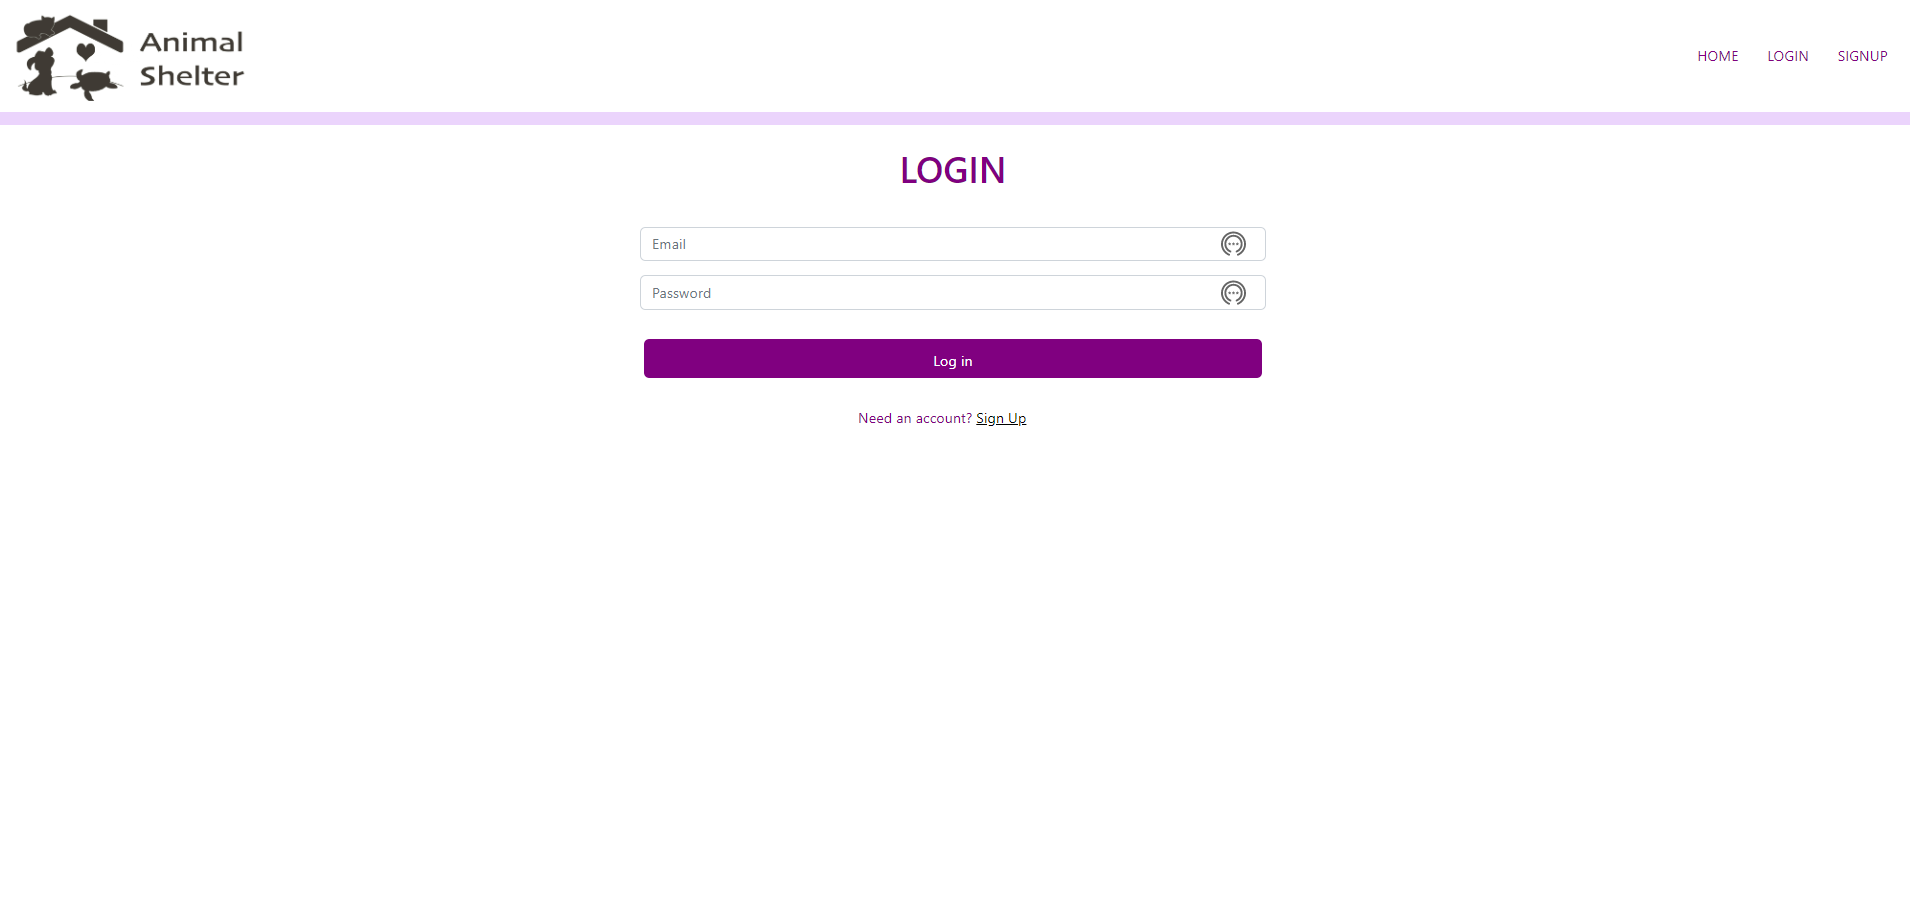 Animal
Shelter
HOME LOGIN SIGNUP
LOGIN
Email
Password
Log in
Need an account? Sign Up